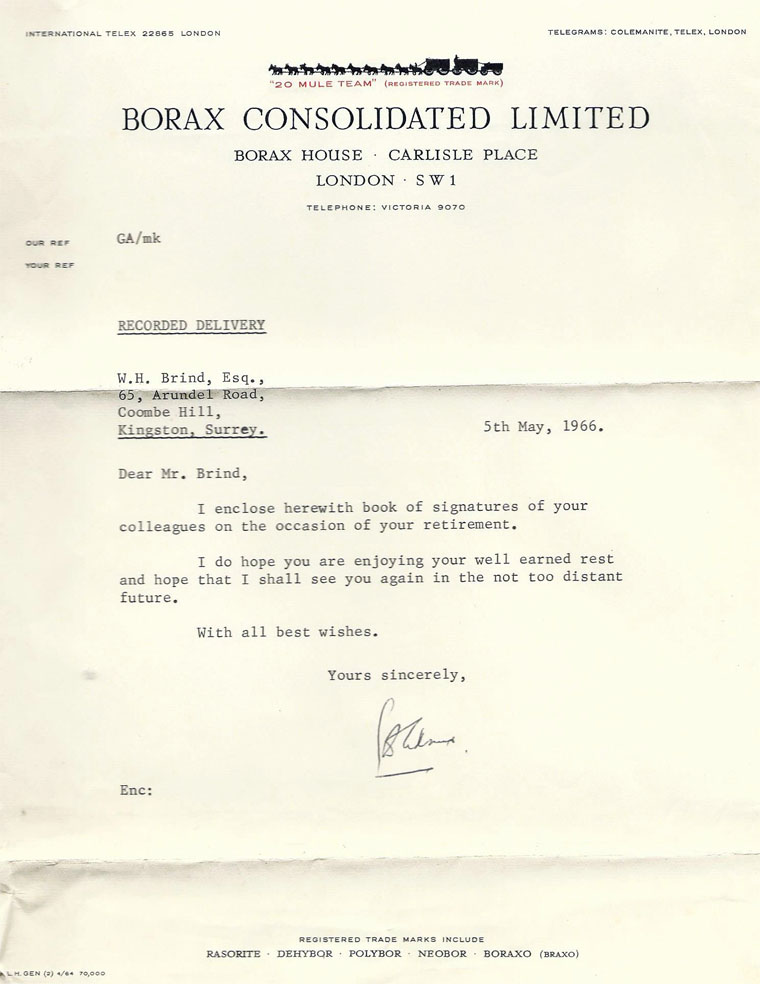 INTERNATIONAL TELEX 22865 LONDON
TELEGRAMS: COLEMANITE, TELEX, LONDON
"20 MULE TEAM" (REGISTERED TRADE MARK)
BORAX CONSOLIDATED LIMITED
BORAX HOUSE · CARLISLE PLACE
LONDON · SW1
TELEPHONE: VICTORIA 9070
OUR REF GA/mk
YOUR REF
RECORDED DELIVERY
W.H. Brind, Esq.,
65, Arundel Road,
Coombe Hill,
Kingston, Surrey.
5th May, 1966.
Dear Mr. Brind,
I enclose herewith book of signatures of your
colleagues on the occasion of your retirement.
I do hope you are enjoying your well earned rest
and hope that I shall see you again in the not too distant
future.
With all best wishes.
Yours sincerely,
Enc:
REGISTERED TRADE MARKS INCLUDE
RASORITE · DEHYBOR · POLYBOR · NEOBOR · BORAXO (BRAXO)
L.H. GEN (2) 4/64 70,000